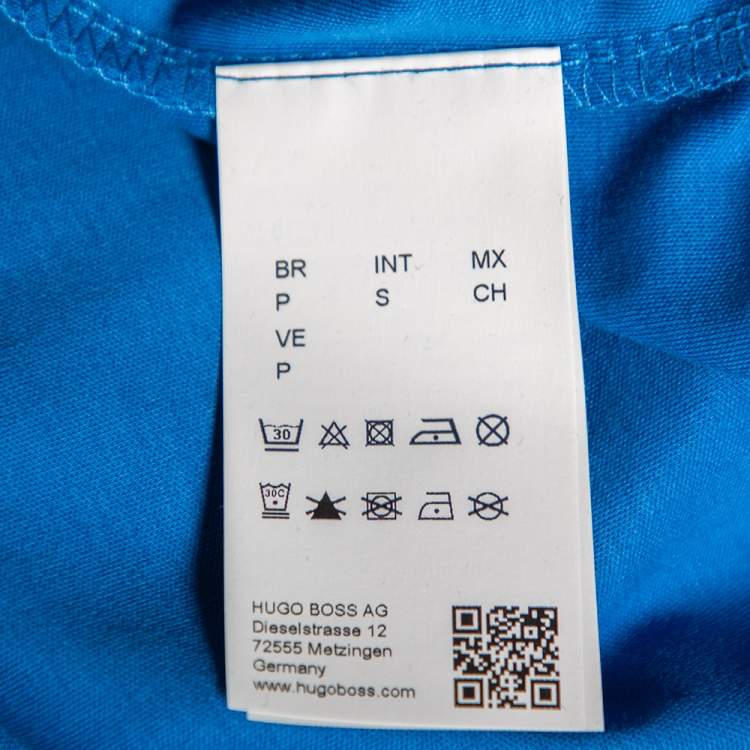 BR INT MX
P S CH
VE
P
30
30C
HUGO BOSS AG
Dieselstrasse 12
72555 Metzingen
Germany
www.hugoboss.com